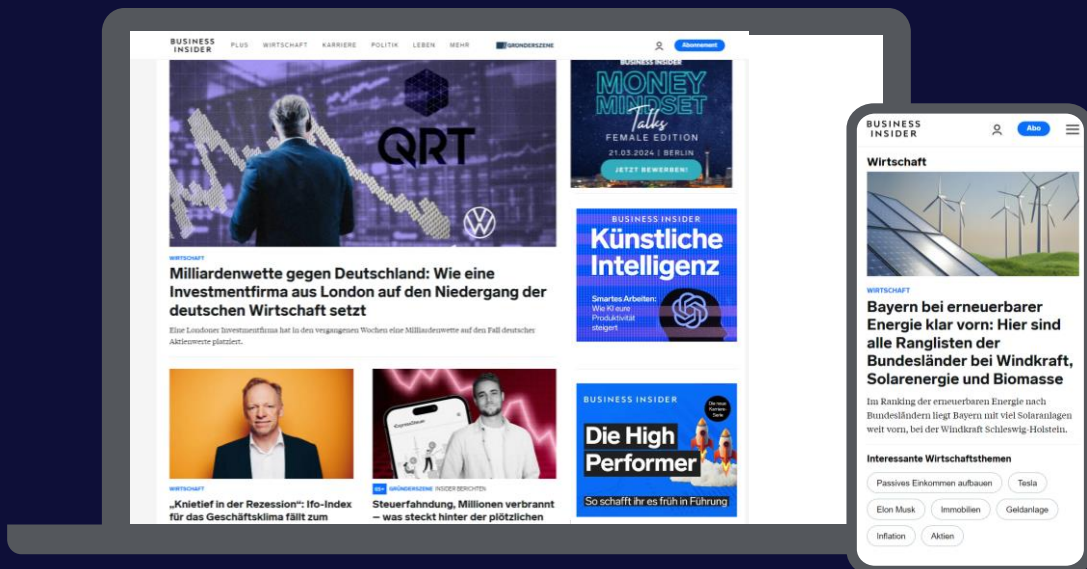 BUSINESS
INSIDER
PLUS WIRTSCHAFT KARRIERE POLITIK LEBEN MEHR GRÜNDERSZENE
Abonnement
QRT
WIRTSCHAFT
Milliardenwette gegen Deutschland: Wie eine
Investmentfirma aus London auf den Niedergang der
deutschen Wirtschaft setzt
Eine Londoner Investmentfirma hat in den vergangenen Wochen eine Milliardenwette auf den Fall deutscher
Aktienwerte platziert.
WIRTSCHAFT
„Knietief in der Rezession“: Ifo-Index
für das Geschäftsklima fällt zum
ExpressSteuer
BI+ GRÜNDERSZENE INSIDERBERICHTEN
Steuerfahndung, Millionen verbrannt
– was steckt hinter der plötzlichen
BUSINESS INSIDER
MONEY
MINDSET
Talks
FEMALE EDITION
21.03.2024 | BERLIN
JETZT BEWERBEN!
BUSINESS INSIDER
Künstliche
Intelligenz
Smartes Arbeiten:
Wie KI eure
Produktivität
steigert
BUSINESS INSIDER
Die neue
Karriere-
Serie
Die High
Performer
So schafft ihr es früh in Führung
BUSINESS
INSIDER
Abo
Wirtschaft
WIRTSCHAFT
Bayern bei erneuerbarer
Energie klar vorn: Hier sind
alle Ranglisten der
Bundesländer bei Windkraft,
Solarenergie und Biomasse
Im Ranking der erneuerbaren Energie nach
Bundesländern liegt Bayern mit viel Solaranlagen
weit vorn, bei der Windkraft Schleswig-Holstein.
Interessante Wirtschaftsthemen
Passives Einkommen aufbauen Tesla
Elon Musk Immobilien Geldanlage
Inflation Aktien